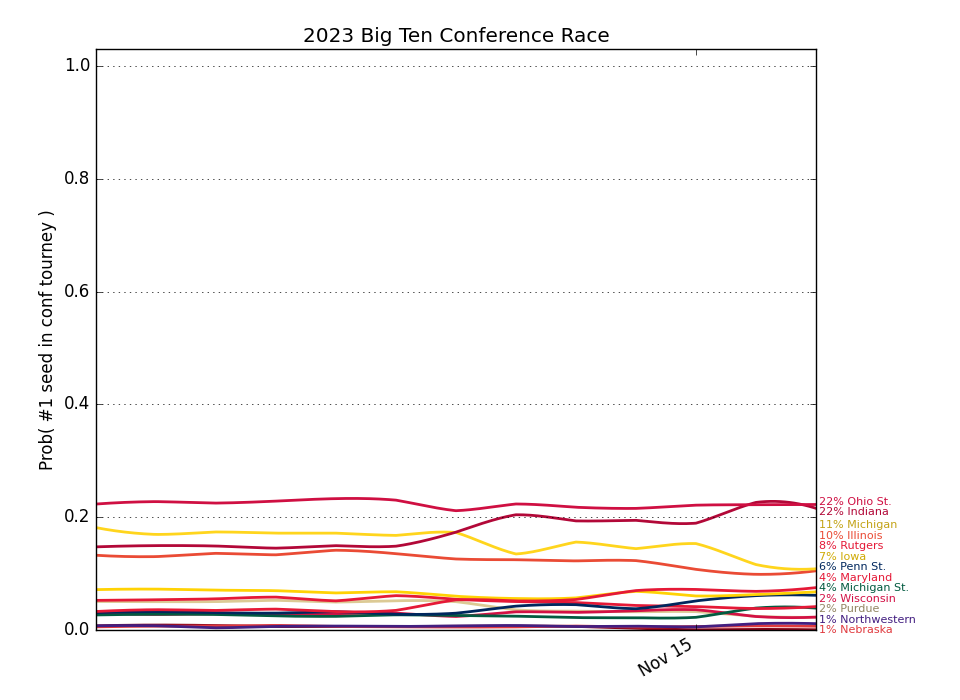 2023 Big Ten Conference Race
Prob( #1 seed in conf tourney )
1.0
0.8
0.6
0.4
0.2
0.0
Nov 15
22% Ohio St.
22% Indiana
11% Michigan
10% Illinois
8% Rutgers
7% Iowa
6% Penn St.
4% Maryland
4% Michigan St.
2% Wisconsin
2% Purdue
1% Northwestern
1% Nebraska